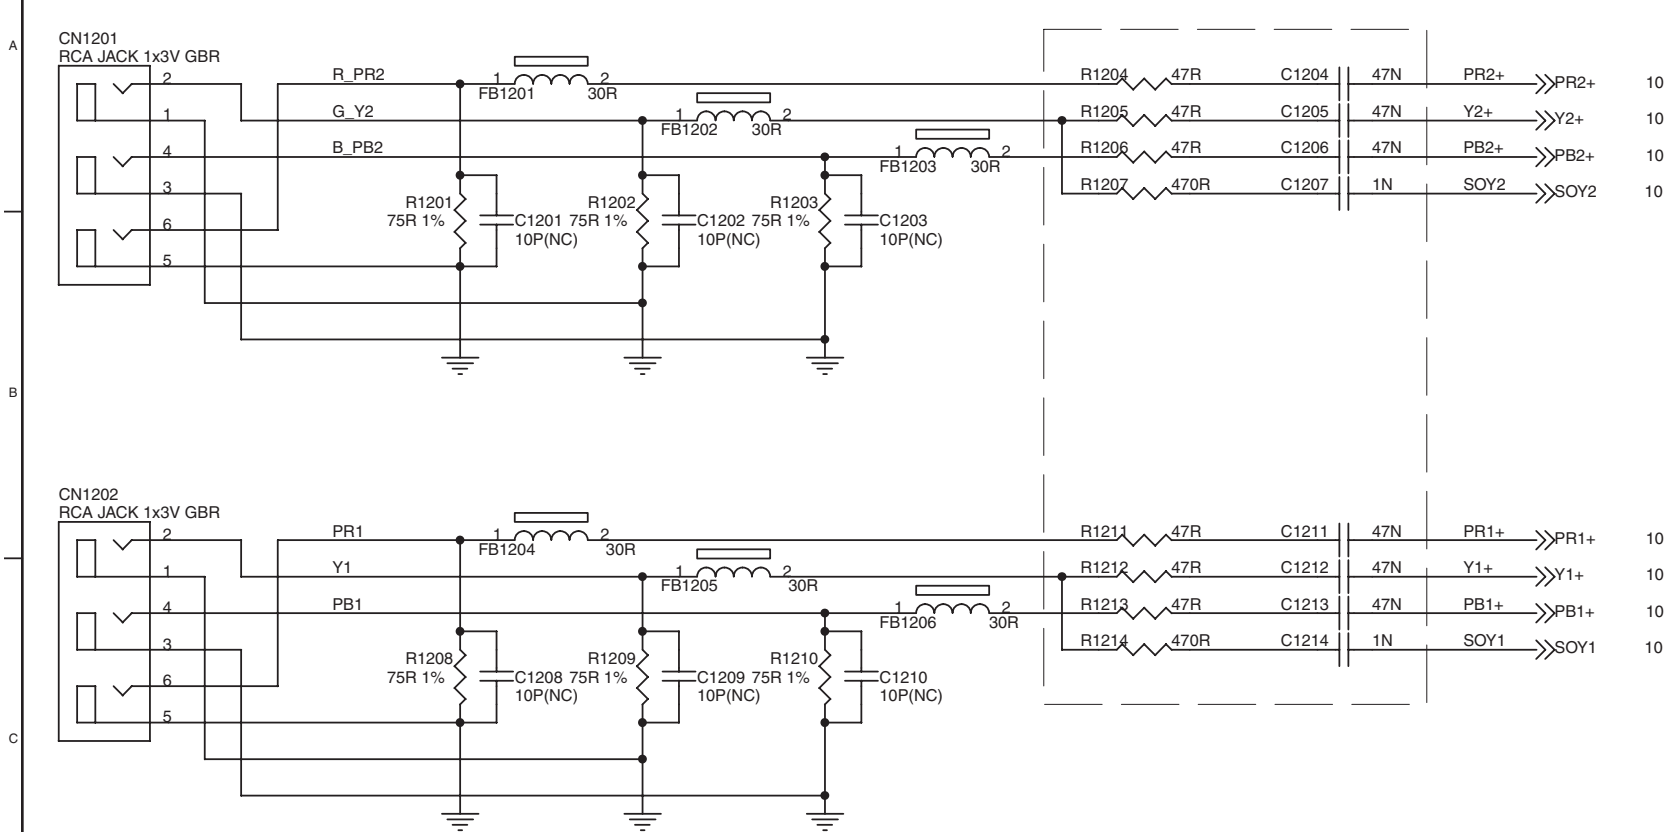 A
CN1201
RCA JACK 1x3V GBR
2
1
4
3
6
5
R_PR2
G_Y2
B_PB2
1 2
FB1201 30R
1 2
FB1202 30R
1 2
FB1203 30R
R1201
75R 1%
C1201
10P(NC)
R1202
75R 1%
C1202
10P(NC)
R1203
75R 1%
C1203
10P(NC)
R1204 47R C1204 47N PR2+ PR2+ 10
R1205 47R C1205 47N Y2+ Y2+ 10
R1206 47R C1206 47N PB2+ PB2+ 10
R1207 470R C1207 1N SOY2 SOY2 10
B
CN1202
RCA JACK 1x3V GBR
2
1
4
3
6
5
PR1
Y1
PB1
1 2
FB1204 30R
1 2
FB1205 30R
1 2
FB1206 30R
R1208
75R 1%
C1208
10P(NC)
R1209
75R 1%
C1209
10P(NC)
R1210
75R 1%
C1210
10P(NC)
R1211 47R C1211 47N PR1+ PR1+ 10
R1212 47R C1212 47N Y1+ Y1+ 10
R1213 47R C1213 47N PB1+ PB1+ 10
R1214 470R C1214 1N SOY1 SOY1 10
C